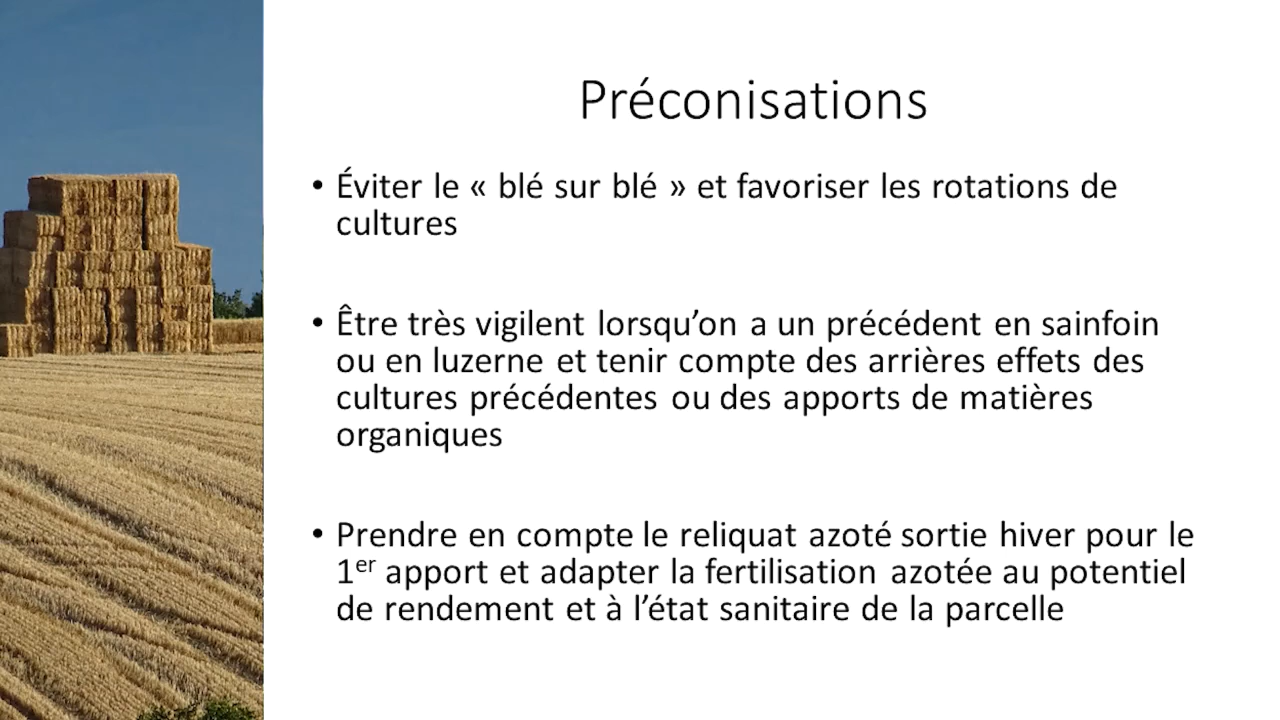 Préconisations
• Éviter le « blé sur blé » et favoriser les rotations de
cultures
• Être très vigilent lorsqu’on a un précédent en sainfoin
ou en luzerne et tenir compte des arrières effets des
cultures précédentes ou des apports de matières
organiques
• Prendre en compte le reliquat azoté sortie hiver pour le
1er apport et adapter la fertilisation azotée au potentiel
de rendement et à l’état sanitaire de la parcelle